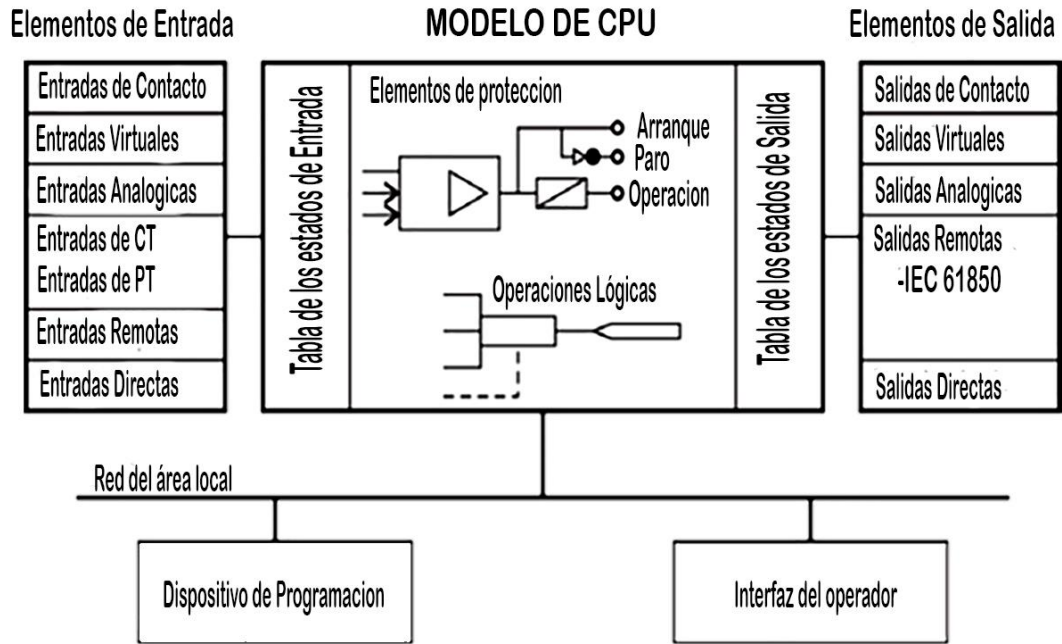 Elementos de Entrada
MODELO DE CPU
Elementos de Salida
Entradas de Contacto
Entradas Virtuales
Entradas Analogicas
Entradas de CT
Entradas de PT
Entradas Remotas
Entradas Directas
Tabla de los estados de Entrada
Elementos de proteccion
Arranque
Paro
Operacion
Operaciones Lógicas
Tabla de los estados de Salida
Salidas de Contacto
Salidas Virtuales
Salidas Analogicas
Salidas Remotas
-IEC 61850
Salidas Directas
Red del área local
Dispositivo de Programacion
Interfaz del operador